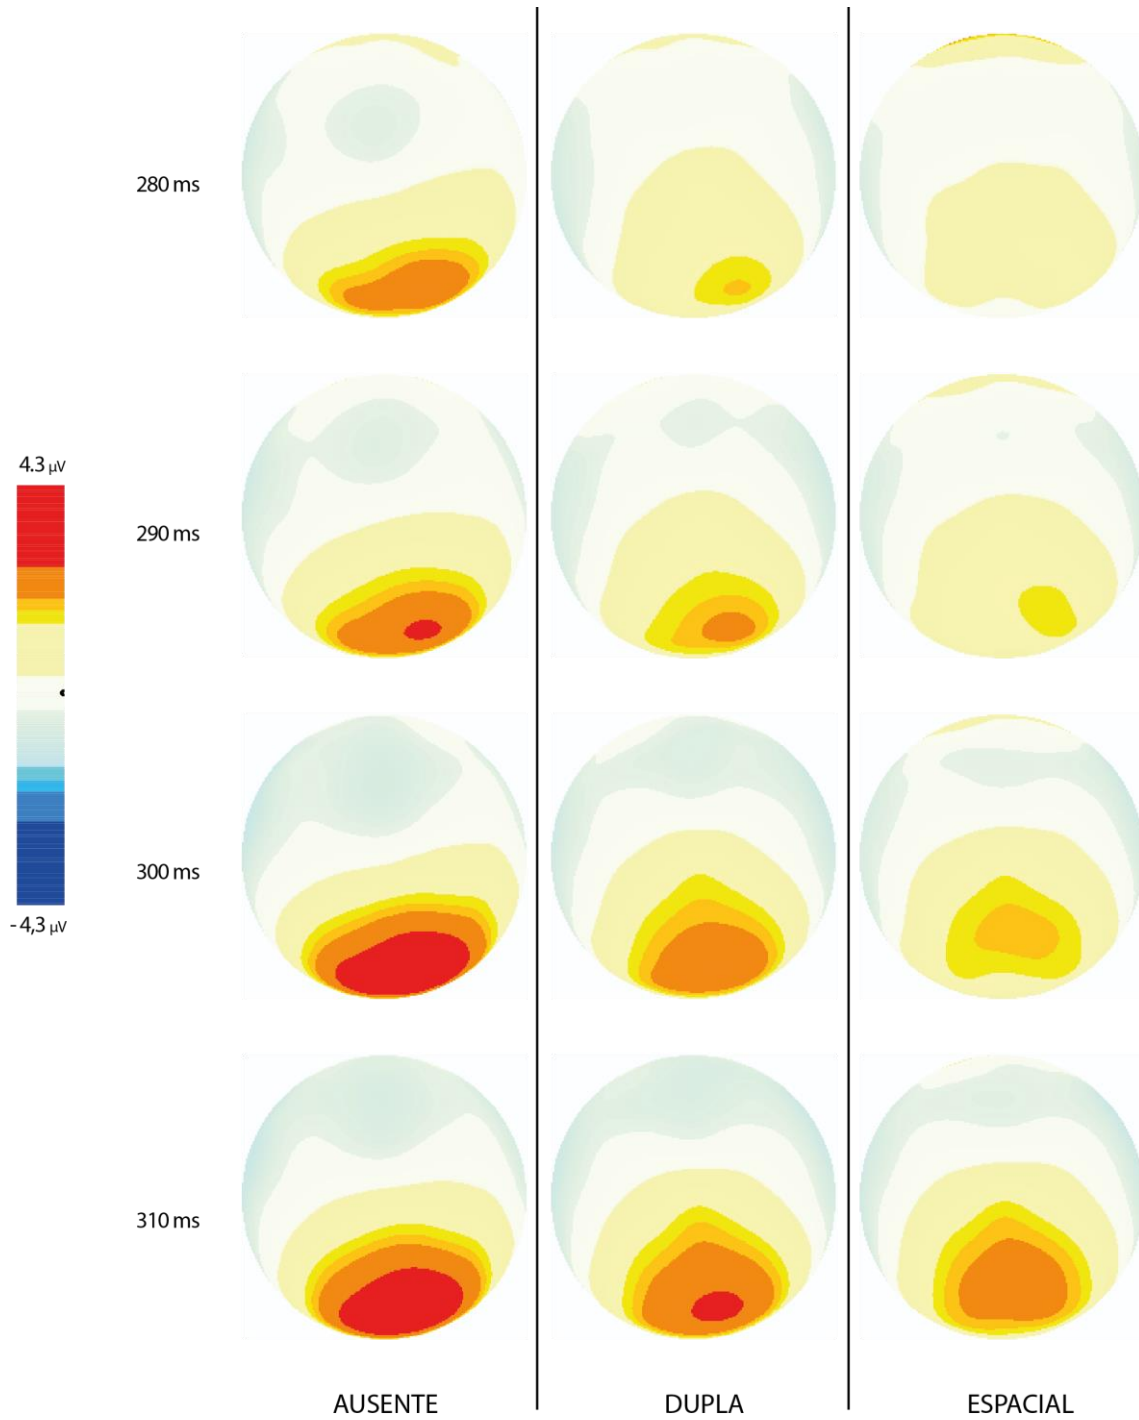 280 ms
290 ms
4.3 µV
300 ms
- 4,3 µV
310 ms
AUSENTE
DUPLA
ESPACIAL